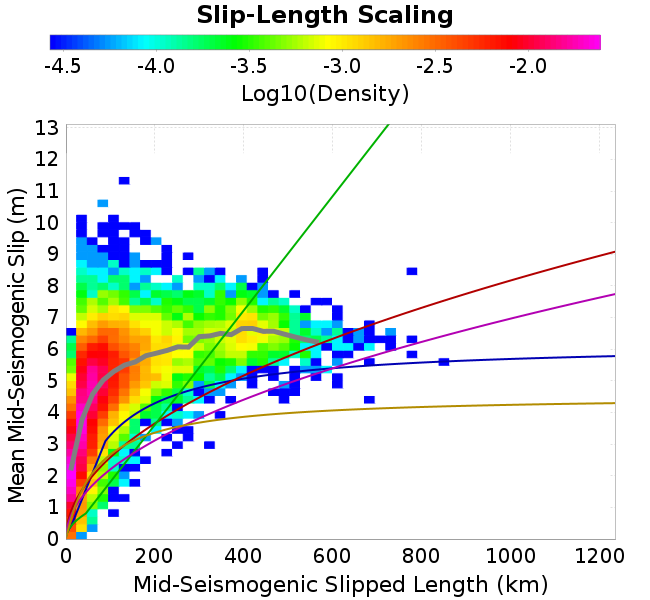 Slip-Length Scaling
-4.5 -4.0 -3.5 -3.0 -2.5 -2.0
Log10(Density)
13
12
11
10
9
8
7
6
5
4
3
2
1
0
Mean Mid-Seismogenic Slip (m)
0 200 400 600 800 1000 1200
Mid-Seismogenic Slipped Length (km)